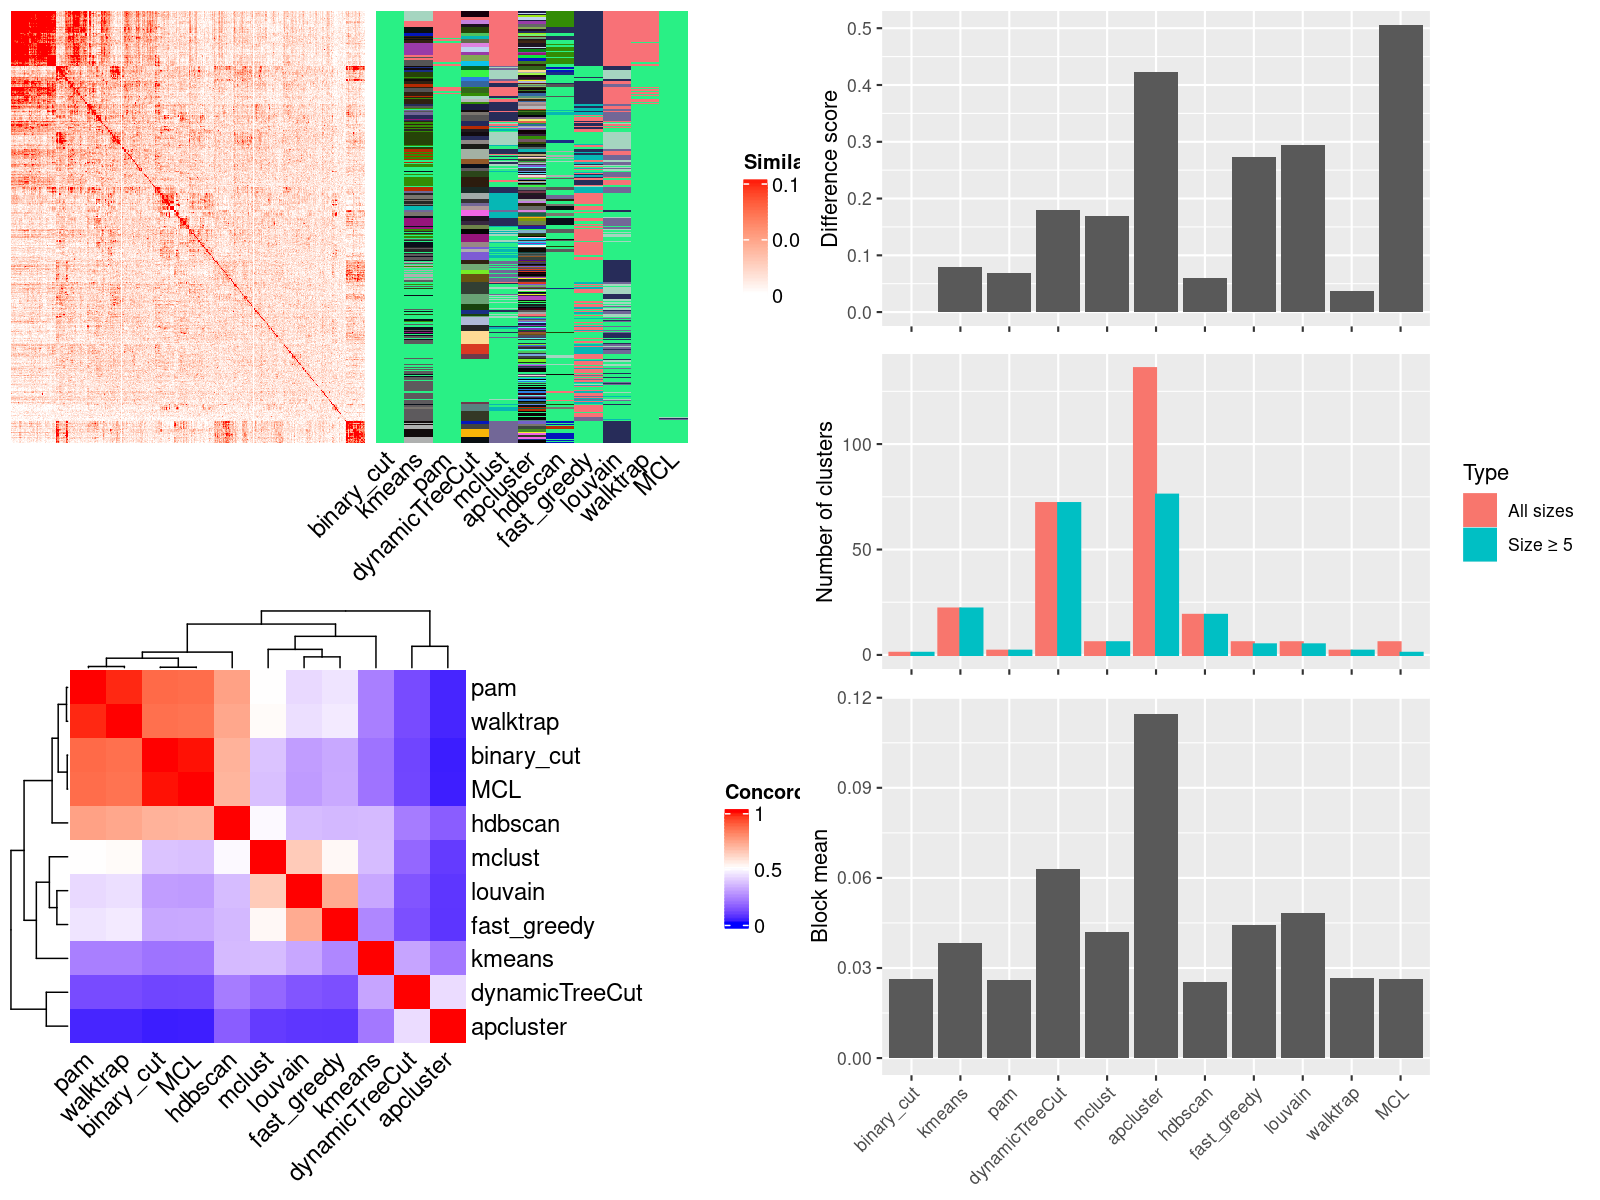 Simila
0.1
0.0
0
binary_cut
kmeans
pam
dynamicTreeCut
mclust
apcluster
hdbscan
fast_greedy
louvain
walktrap
MCL
Difference score
0.5
0.4
0.3
0.2
0.1
0.0
Number of clusters
100
50
0
Type
All sizes
Size ≥ 5
Block mean
0.12
0.09
0.06
0.03
0.00
binary_cut
kmeans
pam
dynamicTreeCut
mclust
apcluster
hdbscan
fast_greedy
louvain
walktrap
MCL
pam
walktrap
binary_cut
MCL
hdbscan
mclust
louvain
fast_greedy
kmeans
dynamicTreeCut
apcluster
pam
walktrap
binary_cut
MCL
hdbscan
mclust
louvain
fast_greedy
kmeans
dynamicTreeCut
apcluster
Concord
1
0.5
0